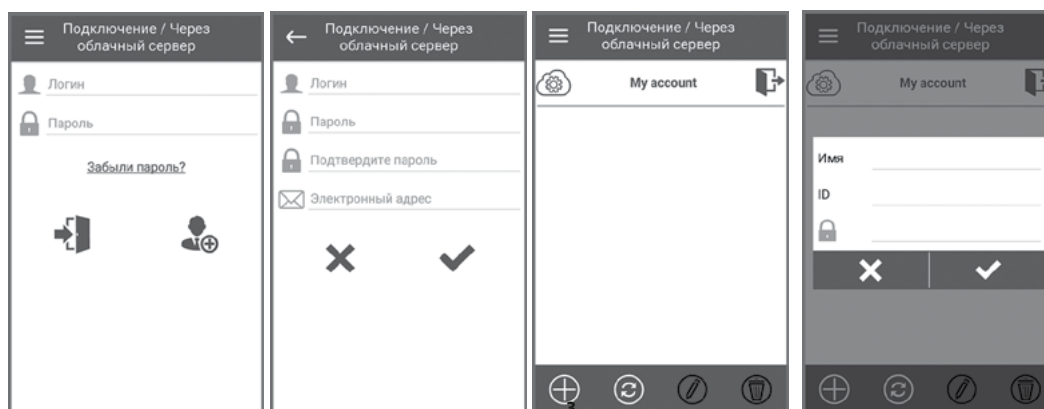 Подключение / Через
облачный сервер
Логин
Пароль
Забыли пароль?
Подключение / Через
облачный сервер
Логин
Пароль
Подтвердите пароль
Электронный адрес
Подключение / Через
облачный сервер
My account
3
Подключение / Через
облачный сервер
My account
Имя
ID